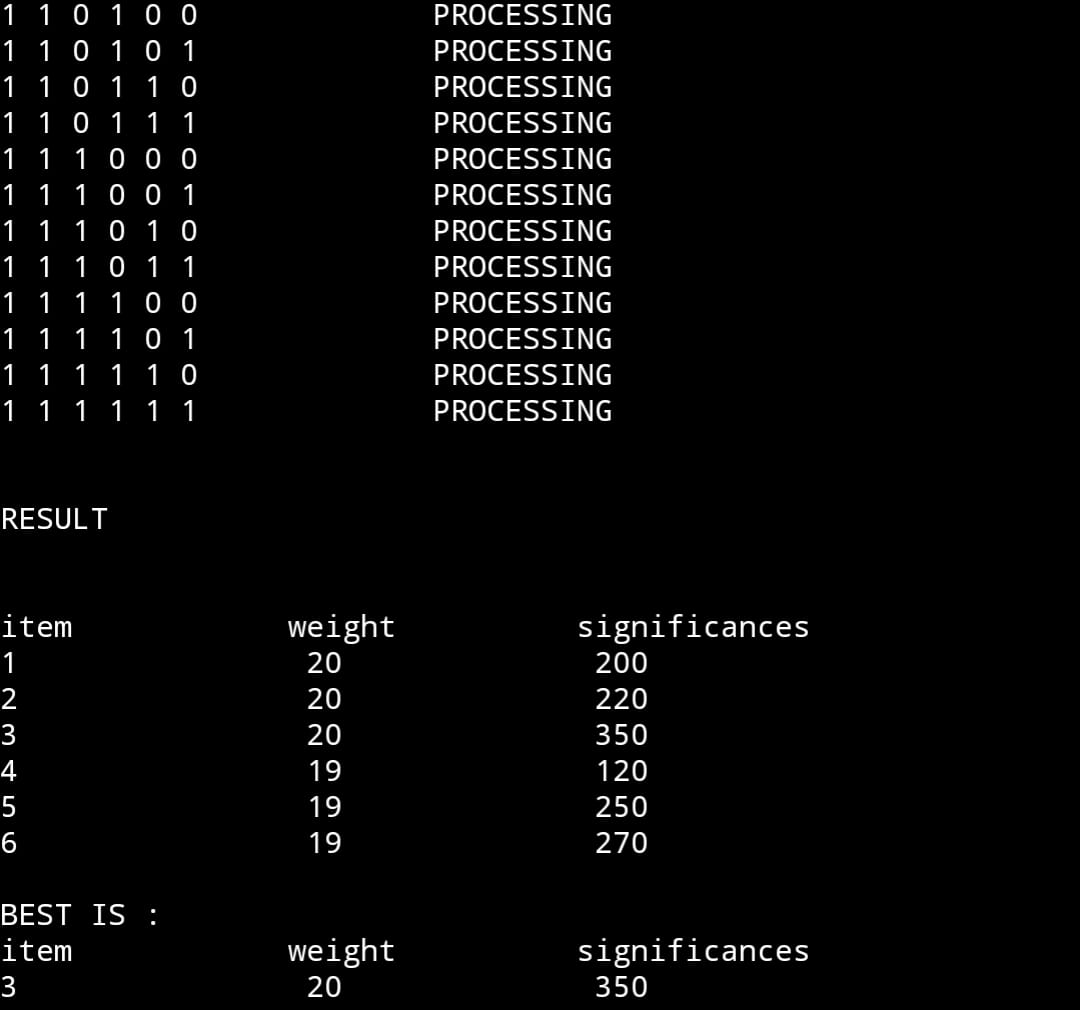 1 1 0 1 0 0 PROCESSING
1 1 0 1 0 1 PROCESSING
1 1 0 1 1 0 PROCESSING
1 1 0 1 1 1 PROCESSING
1 1 1 0 0 0 PROCESSING
1 1 1 0 0 1 PROCESSING
1 1 1 0 1 0 PROCESSING
1 1 1 0 1 1 PROCESSING
1 1 1 1 0 0 PROCESSING
1 1 1 1 0 1 PROCESSING
1 1 1 1 1 0 PROCESSING
1 1 1 1 1 1 PROCESSING
RESULT
item weight significances
1 20 200
2 20 220
3 20 350
4 19 120
5 19 250
6 19 270
BEST IS :
item weight significances
3 20 350